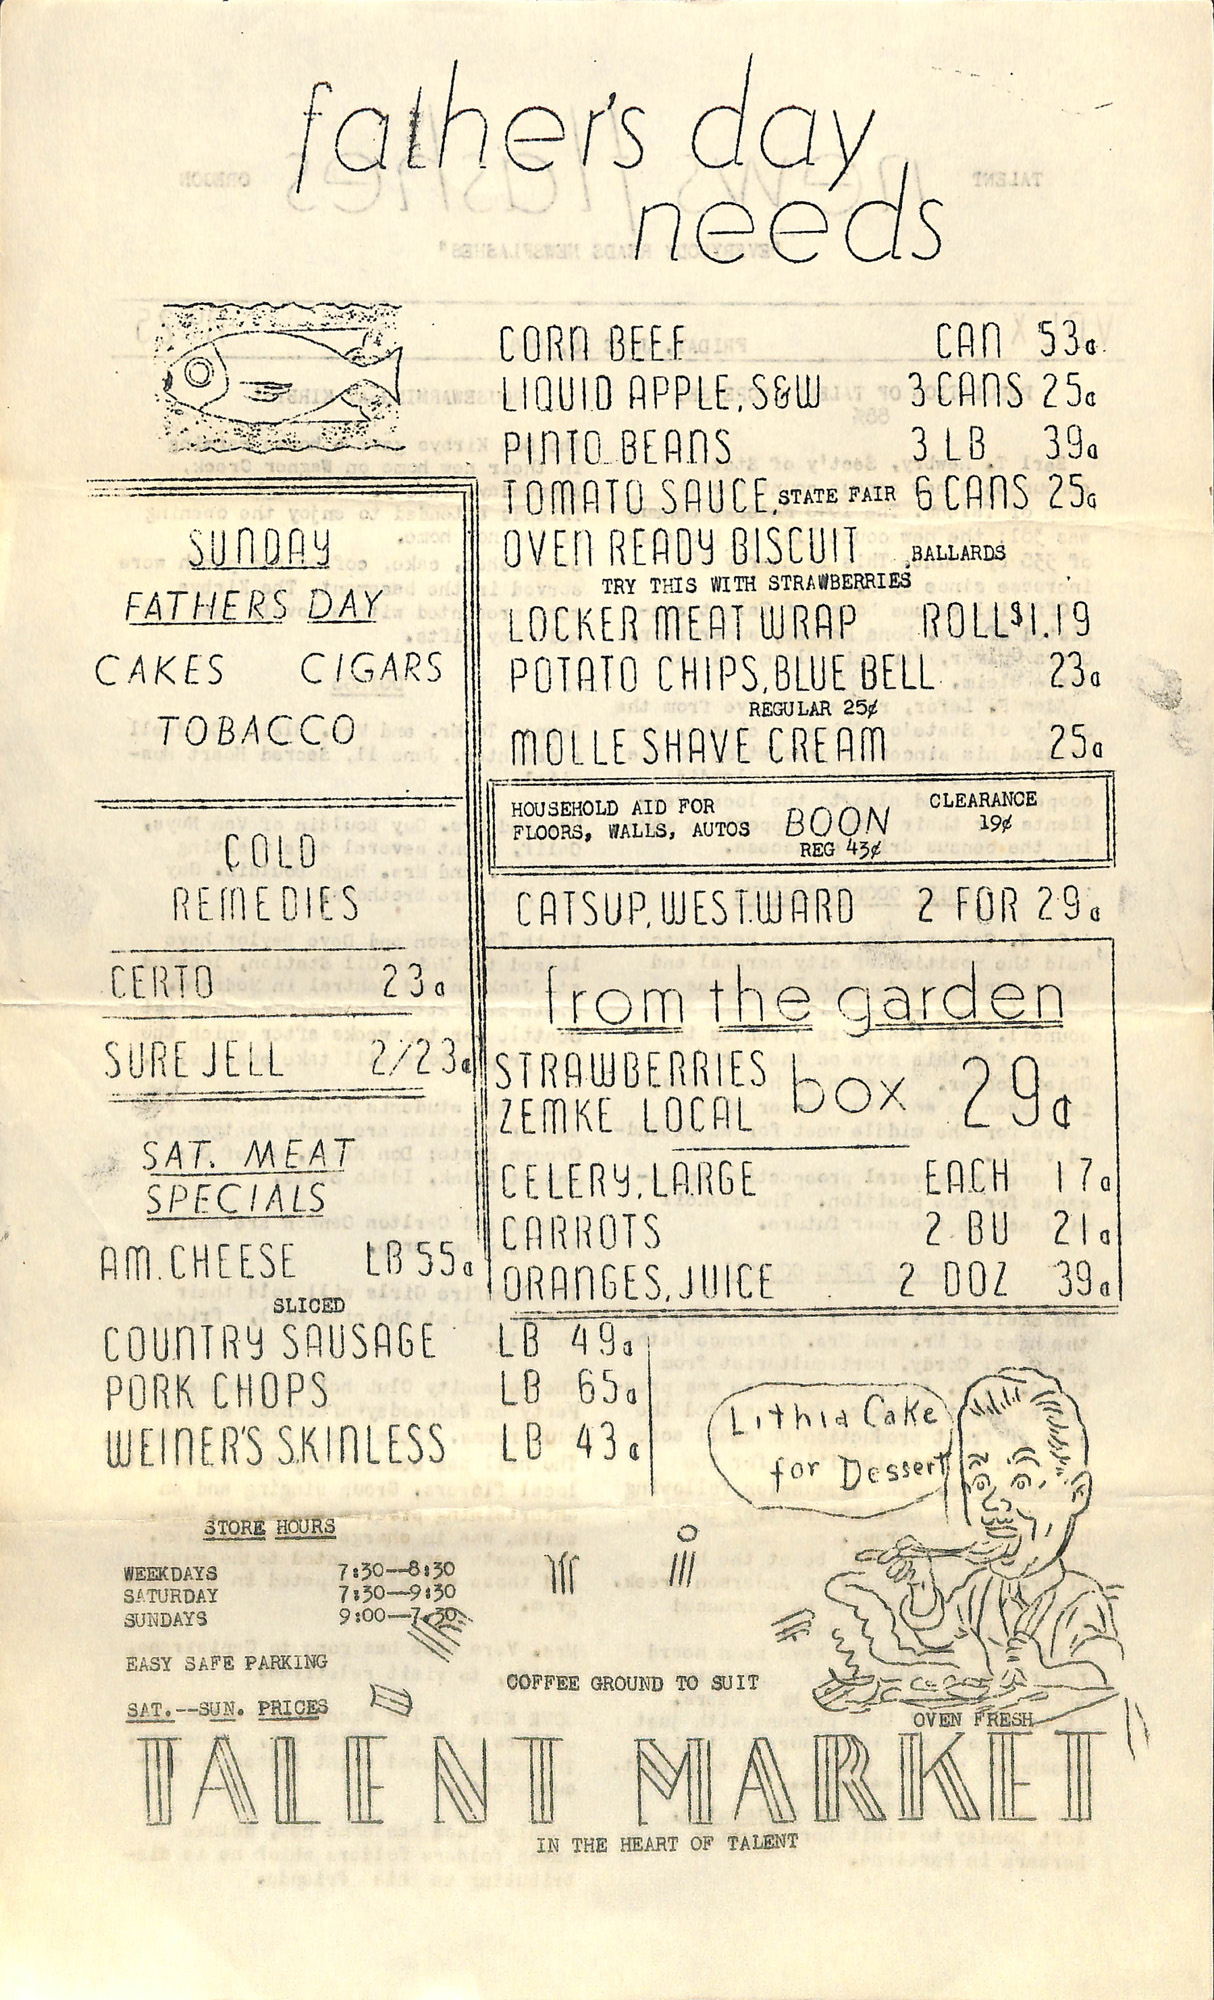 father's day
needs
CORN BEEF CAN 53¢
LIQUID APPLE, S&W 3 CANS 25¢
PINTO BEANS 3 LB 39¢
TOMATO SAUCE, STATE FAIR 6 CANS 25¢
OVEN READY BISCUIT BALLARDS
TRY THIS WITH STRAWBERRIES
LOCKER MEAT WRAP ROLL $1.19
POTATO CHIPS, BLUE BELL 23¢
REGULAR 25¢
MOLLE SHAVE CREAM 25¢
HOUSEHOLD AID FOR
FLOORS, WALLS, AUTOS
BOON
REG 43¢
CLEARANCE
19¢
CATSUP, WESTWARD 2 FOR 29¢
from the garden
STRAWBERRIES
ZEMKE LOCAL
box 29¢
CELERY, LARGE EACH 17¢
CARROTS 2 BU 21¢
ORANGES, JUICE 2 DOZ 39¢
SUNDAY
FATHERS DAY
CAKES CIGARS
TOBACCO
COLD
REMEDIES
CERTO 23¢
SURE JELL 2/23¢
SAT. MEAT
SPECIALS
AM. CHEESE LB 55¢
SLICED
COUNTRY SAUSAGE LB 49¢
PORK CHOPS LB 65¢
WEINER'S SKINLESS LB 43¢
Lithia Cake
for Dessert
STORE HOURS
WEEKDAYS 7:30--8:30
SATURDAY 7:30--9:30
SUNDAYS 9:00--7:30
EASY SAFE PARKING
COFFEE GROUND TO SUIT
SAT.--SUN. PRICES
OVEN FRESH
TALENT MARKET
IN THE HEART OF TALENT